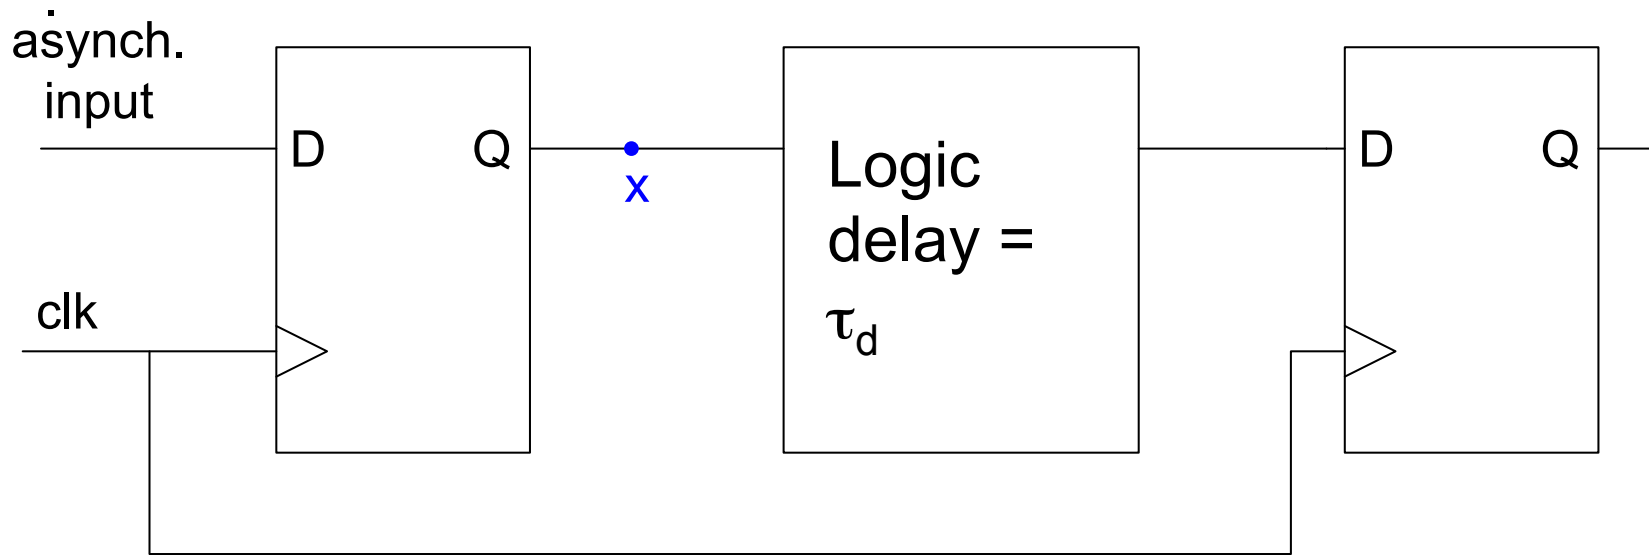 asynch.
input
D Q
x
Logic
delay =
τd
D Q
clk